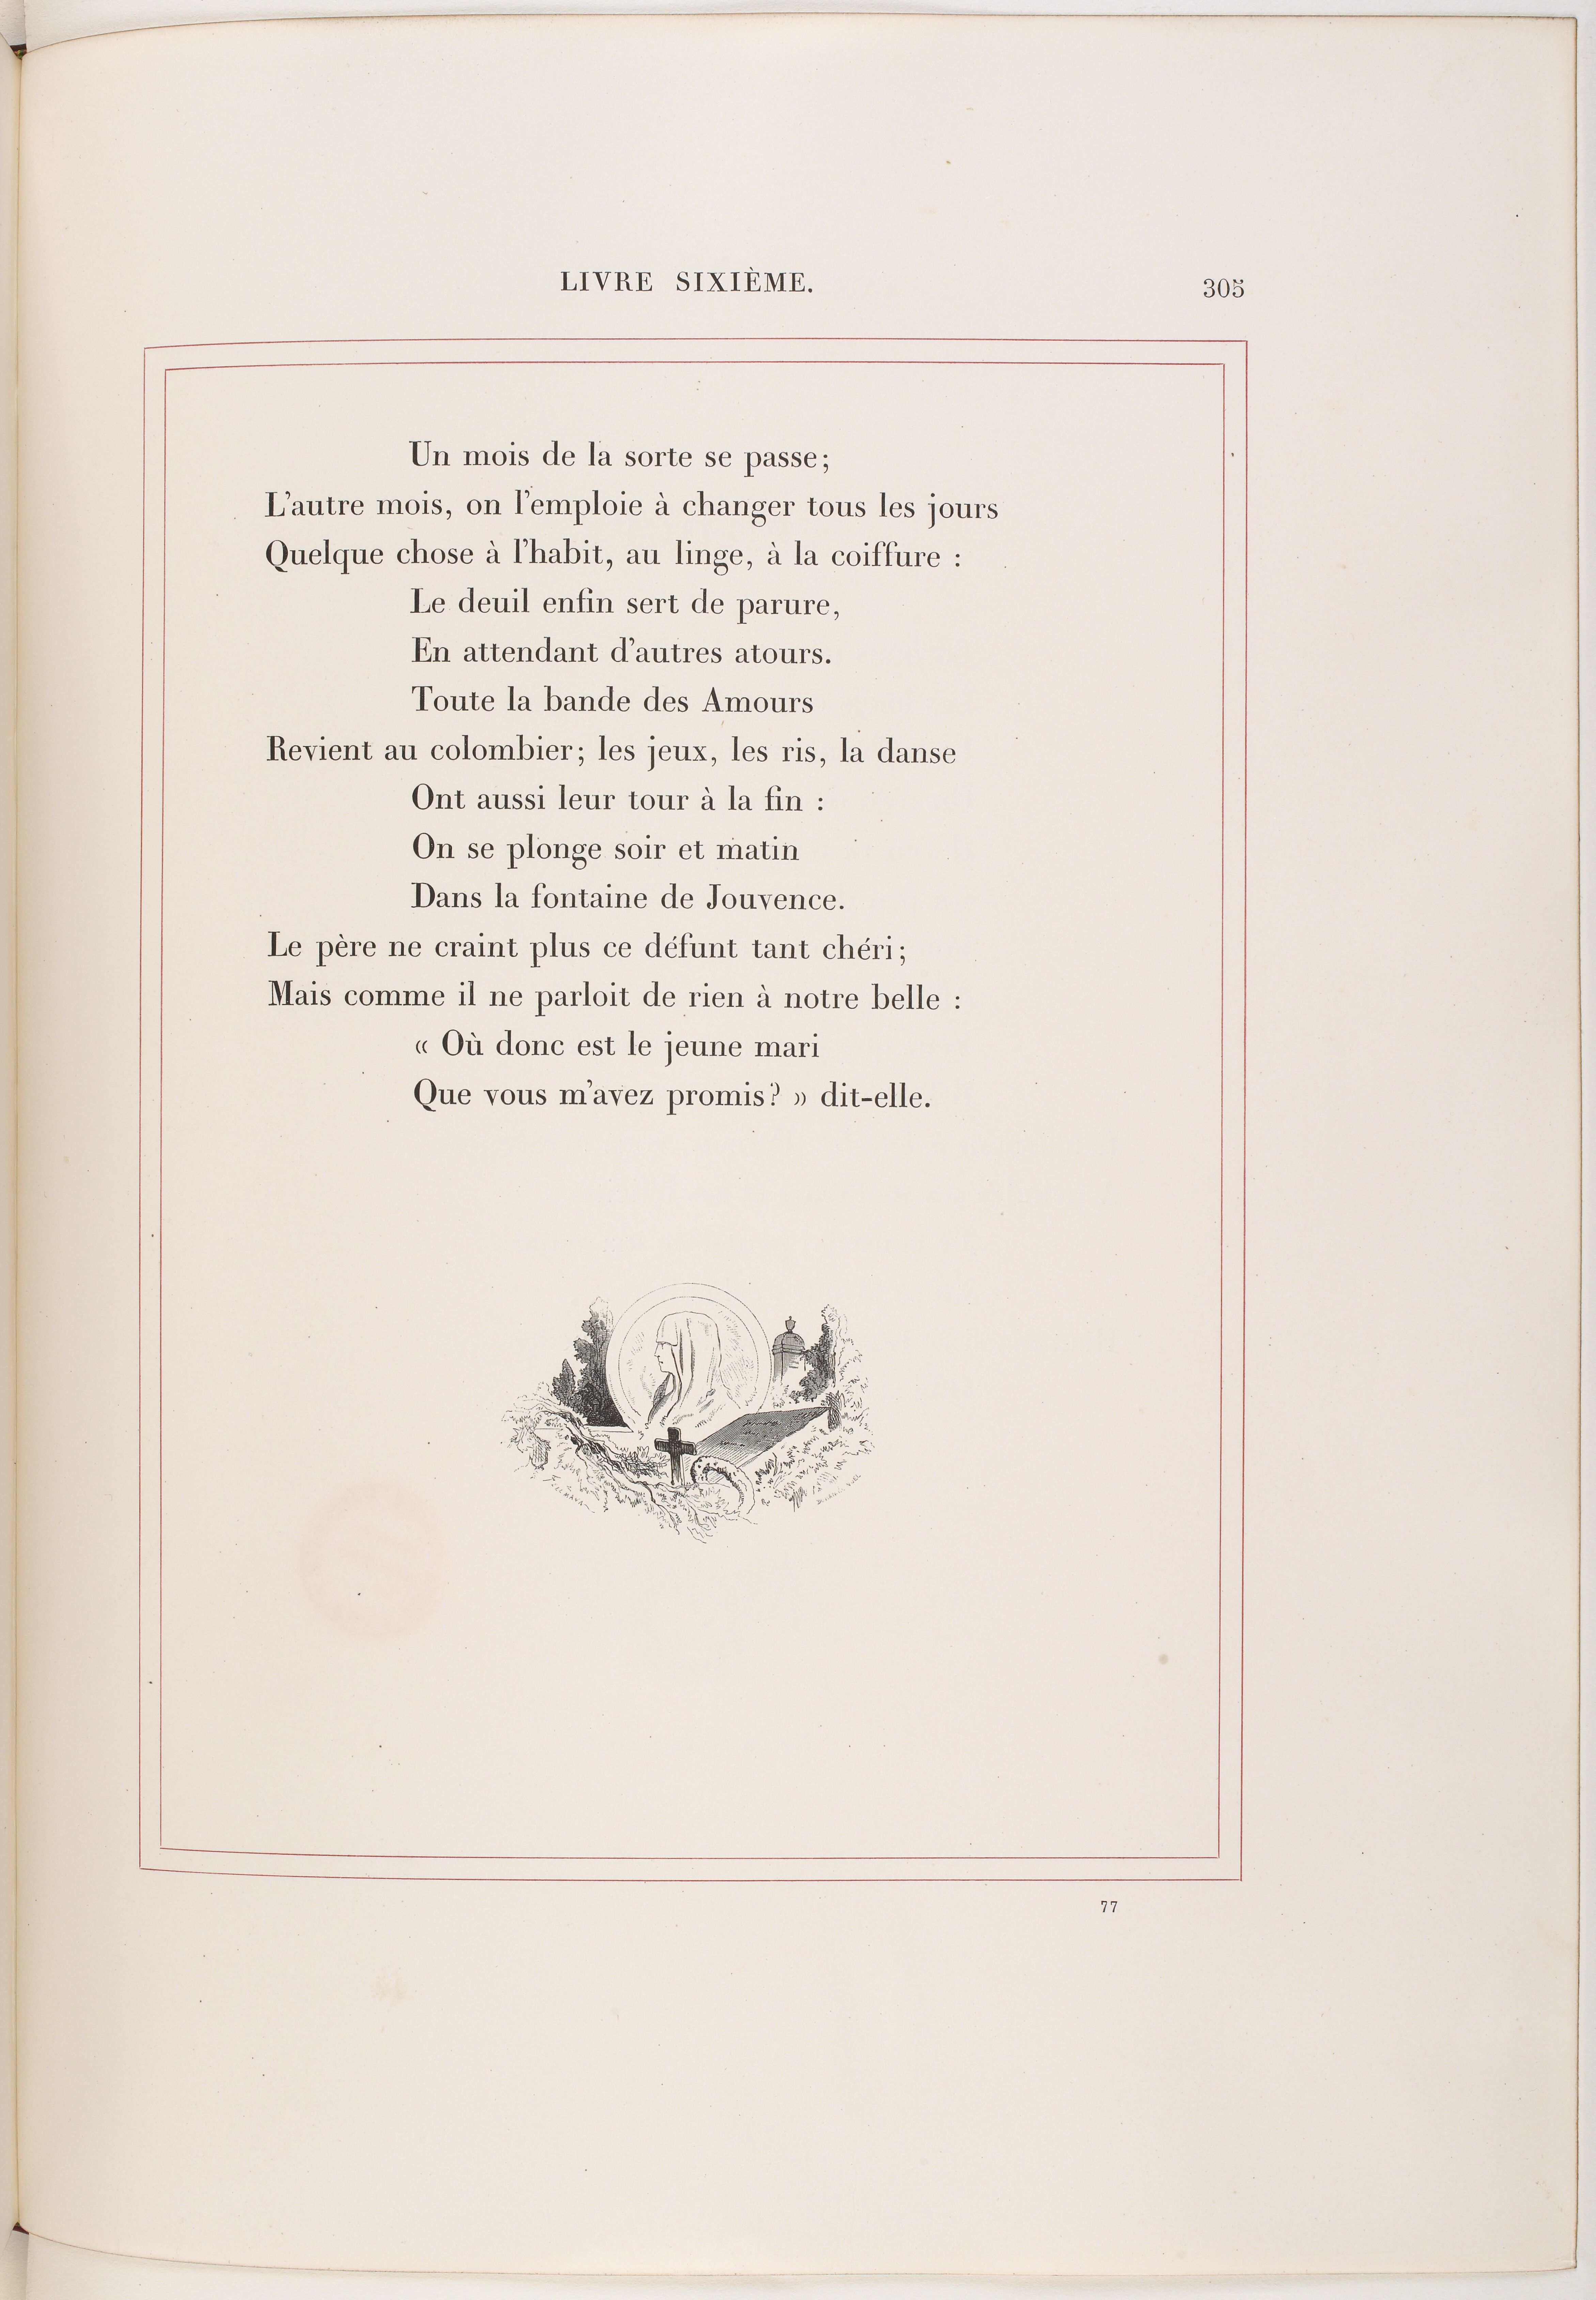 LIVRE SIXIÈME.
305
Un mois de la sorte se passe;
L'autre mois, on l'emploie à changer tous les jours
Quelque chose à l'habit, au linge, à la coiffure :
Le deuil enfin sert de parure,
En attendant d'autres atours.
Toute la bande des Amours
Revient au colombier; les jeux, les ris, la danse
Ont aussi leur tour à la fin :
On se plonge soir et matin
Dans la fontaine de Jouvence.
Le père ne craint plus ce défunt tant chéri;
Mais comme il ne parloit de rien à notre belle :
« Où donc est le jeune mari
Que vous m'avez promis? » dit-elle.
77